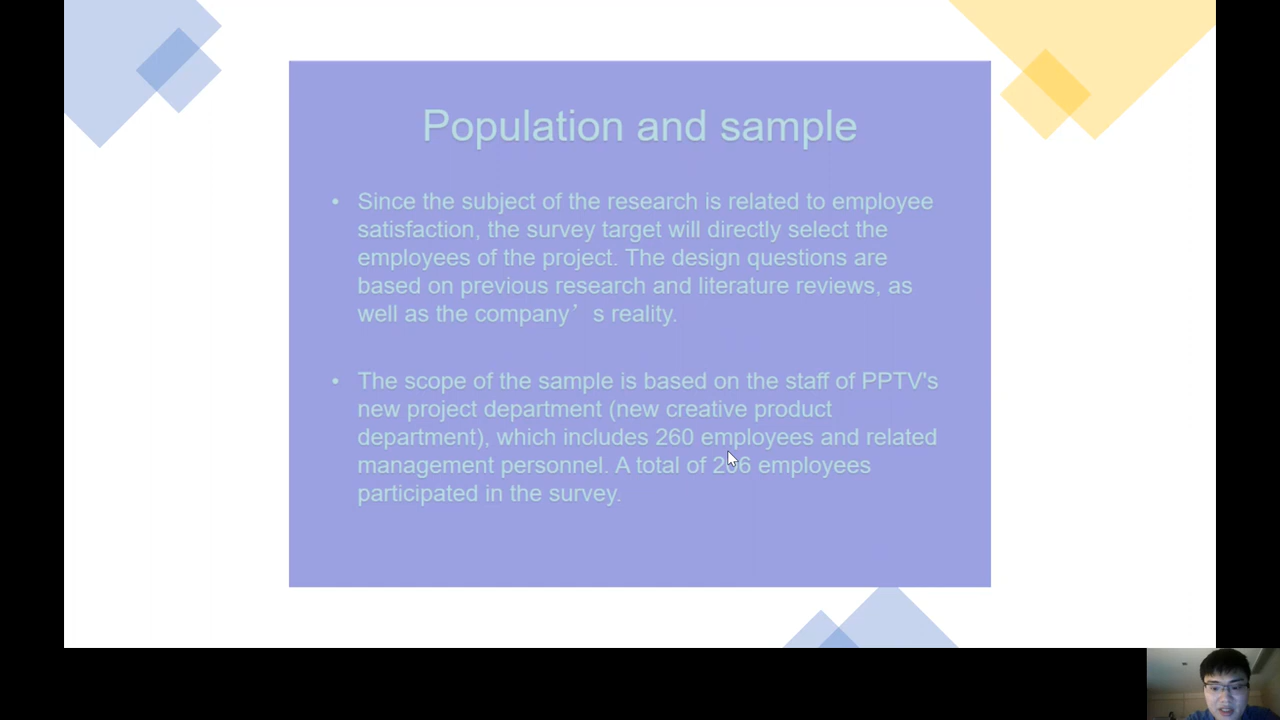 Population and sample
• Since the subject of the research is related to employee
satisfaction, the survey target will directly select the
employees of the project. The design questions are
based on previous research and literature reviews, as
well as the company’ s reality.
• The scope of the sample is based on the staff of PPTV's
new project department (new creative product
department), which includes 260 employees and related
management personnel. A total of employees
participated in the survey.